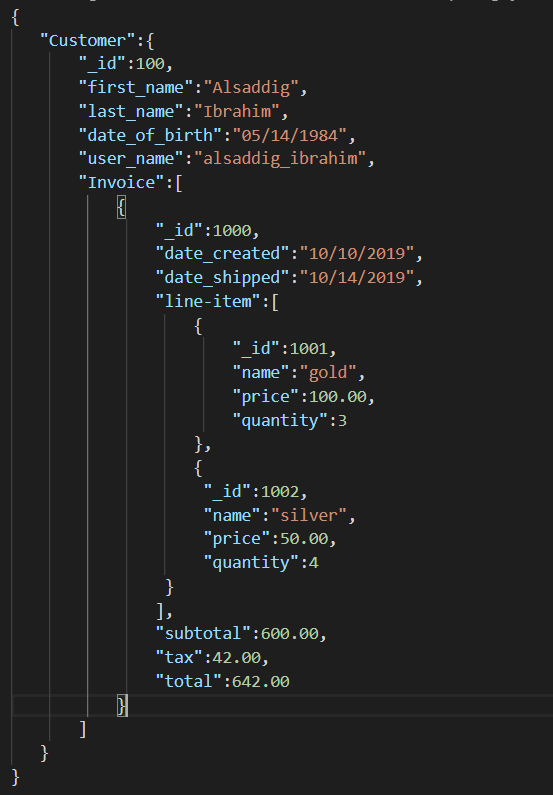 {
"Customer":{
"_id":100,
"first_name":"Alsaddig",
"last_name":"Ibrahim",
"date_of_birth":"05/14/1984",
"user_name":"alsaddig_ibrahim",
"Invoice":[
{
"_id":1000,
"date_created":"10/10/2019",
"date_shipped":"10/14/2019",
"line-item":[
{
"_id":1001,
"name":"gold",
"price":100.00,
"quantity":3
},
{
"_id":1002,
"name":"silver",
"price":50.00,
"quantity":4
}
],
"subtotal":600.00,
"tax":42.00,
"total":642.00
}
]
}
}